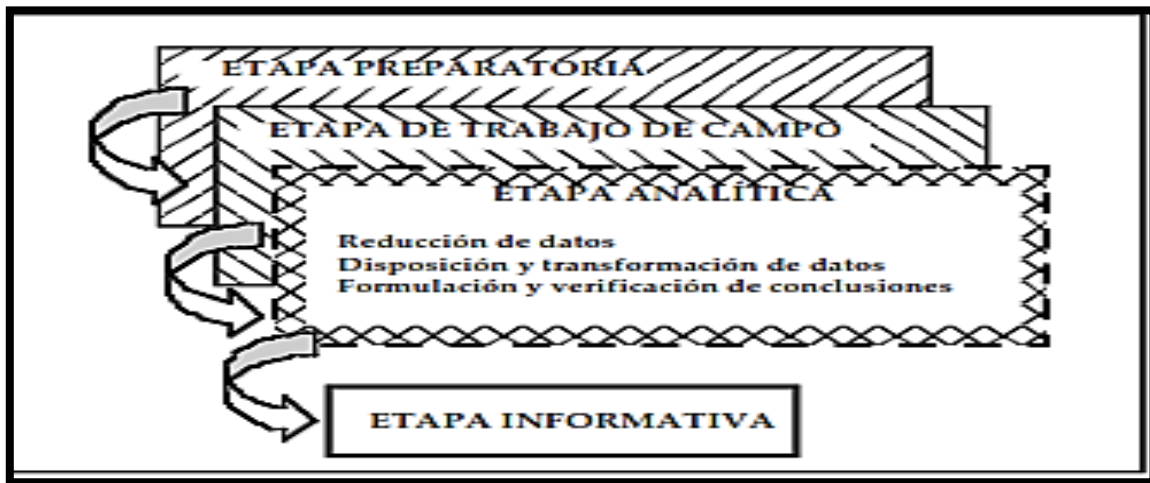 ETAPA PREPARATORIA
ETAPA DE TRABAJO DE CAMPO
ETAPA ANALÍTICA
Reducción de datos
Disposición y transformación de datos
Formulación y verificación de conclusiones
ETAPA INFORMATIVA